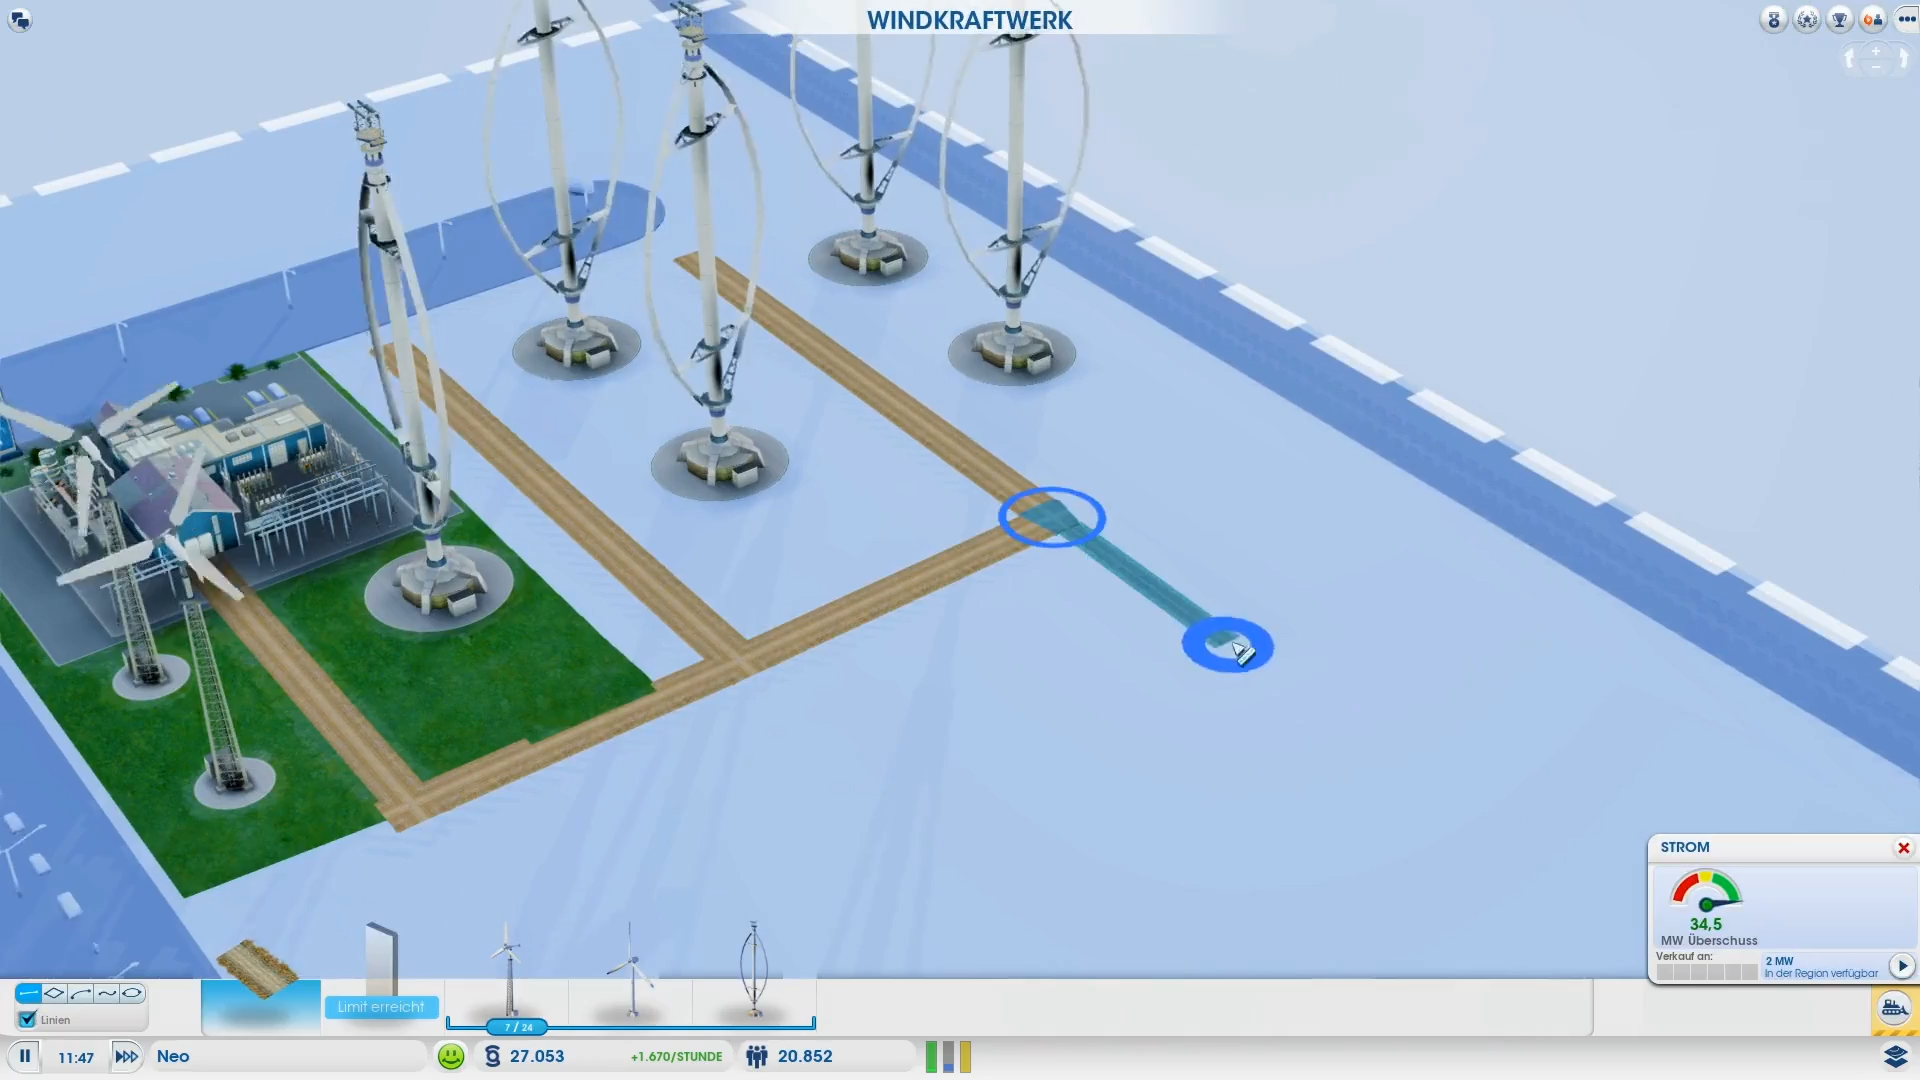 WINDKRAFTWERK
STROM
34,5
MW Überschuss
Verkauf an:
2 MW
In der Region verfügbar
Limit erreicht
Linien
7 / 24
11:47
Neo
27.053
+1.670/STUNDE
20.852